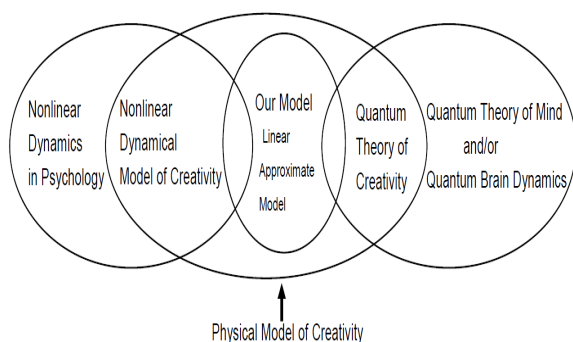 Nonlinear
Dynamics
in Psychology
Nonlinear
Dynamical
Model of Creativity
Our Model
Linear
Approximate
Model
Quantum
Theory of
Creativity
Quantum Theory of Mind
and/or
Quantum Brain Dynamics
Physical Model of Creativity